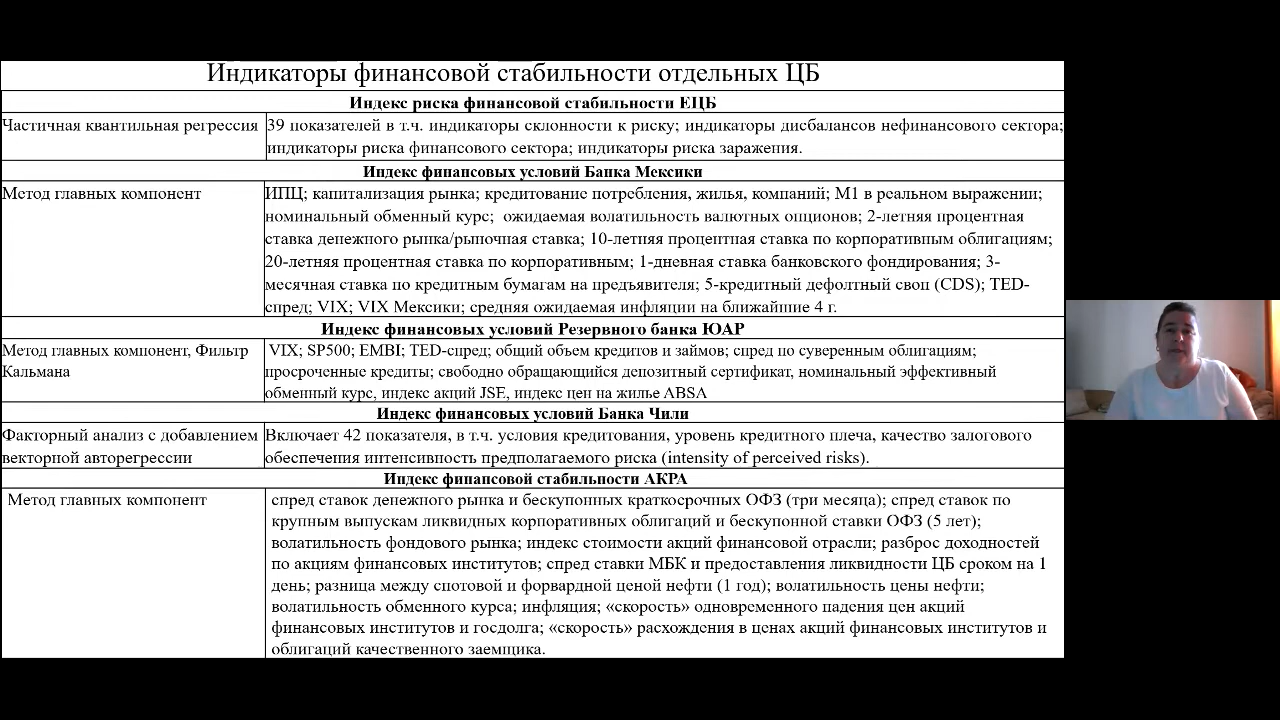 Индикаторы финансовой стабильности отдельных ЦБ
Индекс риска финансовой стабильности ЕЦБ
Частичная квантильная регрессия
39 показателей в т.ч. индикаторы склонности к риску; индикаторы дисбалансов нефинансового сектора;
индикаторы риска финансового сектора; индикаторы риска заражения.
Индекс финансовых условий Банка Мексики
Метод главных компонент
ИПЦ; капитализация рынка; кредитование потребления, жилья, компаний; М1 в реальном выражении;
номинальный обменный курс; ожидаемая волатильность валютных опционов; 2-летняя процентная
ставка денежного рынка/рыночная ставка; 10-летняя процентная ставка по корпоративным облигациям;
20-летняя процентная ставка по корпоративным; 1-дневная ставка банковского фондирования; 3-
месячная ставка по кредитным бумагам на предъявителя; 5-кредитный дефолтный своп (CDS); TED-
спред; VIX; VIX Мексики; средняя ожидаемая инфляции на ближайшие 4 г.
Индекс финансовых условий Резервного банка ЮАР
Метод главных компонент, Фильтр
Кальмана
VIX; SP500; EMBI; TED-спред; общий объем кредитов и займов; спред по суверенным облигациям;
просроченные кредиты; свободно обращающийся депозитный сертификат, номинальный эффективный
обменный курс, индекс акций JSE, индекс цен на жилье ABSA
Индекс финансовых условий Банка Чили
Факторный анализ с добавлением
векторной авторегрессии
Включает 42 показателя, в т.ч. условия кредитования, уровень кредитного плеча, качество залогового
обеспечения интенсивность предполагаемого риска (intensity of perceived risks).
Индекс финансовой стабильности АКРА
Метод главных компонент
спред ставок денежного рынка и бескупонных краткосрочных ОФЗ (три месяца); спред ставок по
крупным выпускам ликвидных корпоративных облигаций и бескупонной ставки ОФЗ (5 лет);
волатильность фондового рынка; индекс стоимости акций финансовой отрасли; разброс доходностей
по акциям финансовых институтов; спред ставки МБК и предоставления ликвидности ЦБ сроком на 1
день; разница между спотовой и форвардной ценой нефти (1 год); волатильность цены нефти;
волатильность обменного курса; инфляция; «скорость» одновременного падения цен акций
финансовых институтов и госдолга; «скорость» расхождения в ценах акций финансовых институтов и
облигаций качественного заемщика.